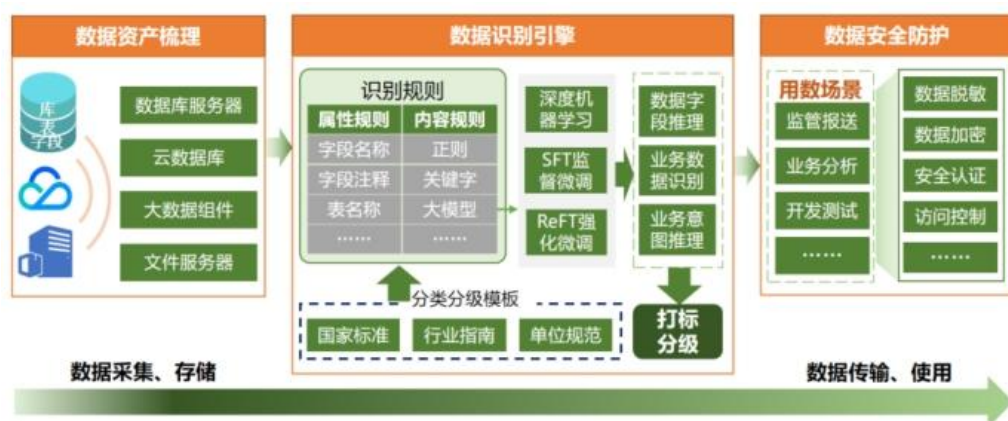 数据资产梳理
库
表
字段
数据库服务器
云数据库
大数据组件
文件服务器
数据识别引擎
识别规则
属性规则 内容规则
字段名称 正则
字段注释 关键字
表名称 大模型
…… ……
深度机
器学习
SFT监
督微调
ReFT强
化微调
数据字
段推理
业务数
据识别
业务意
图推理
分类分级模板
国家标准 行业指南 单位规范
打标
分级
数据安全防护
用数场景
监管报送
业务分析
开发测试
……
数据脱敏
数据加密
安全认证
访问控制
……
数据采集、存储
数据传输、使用